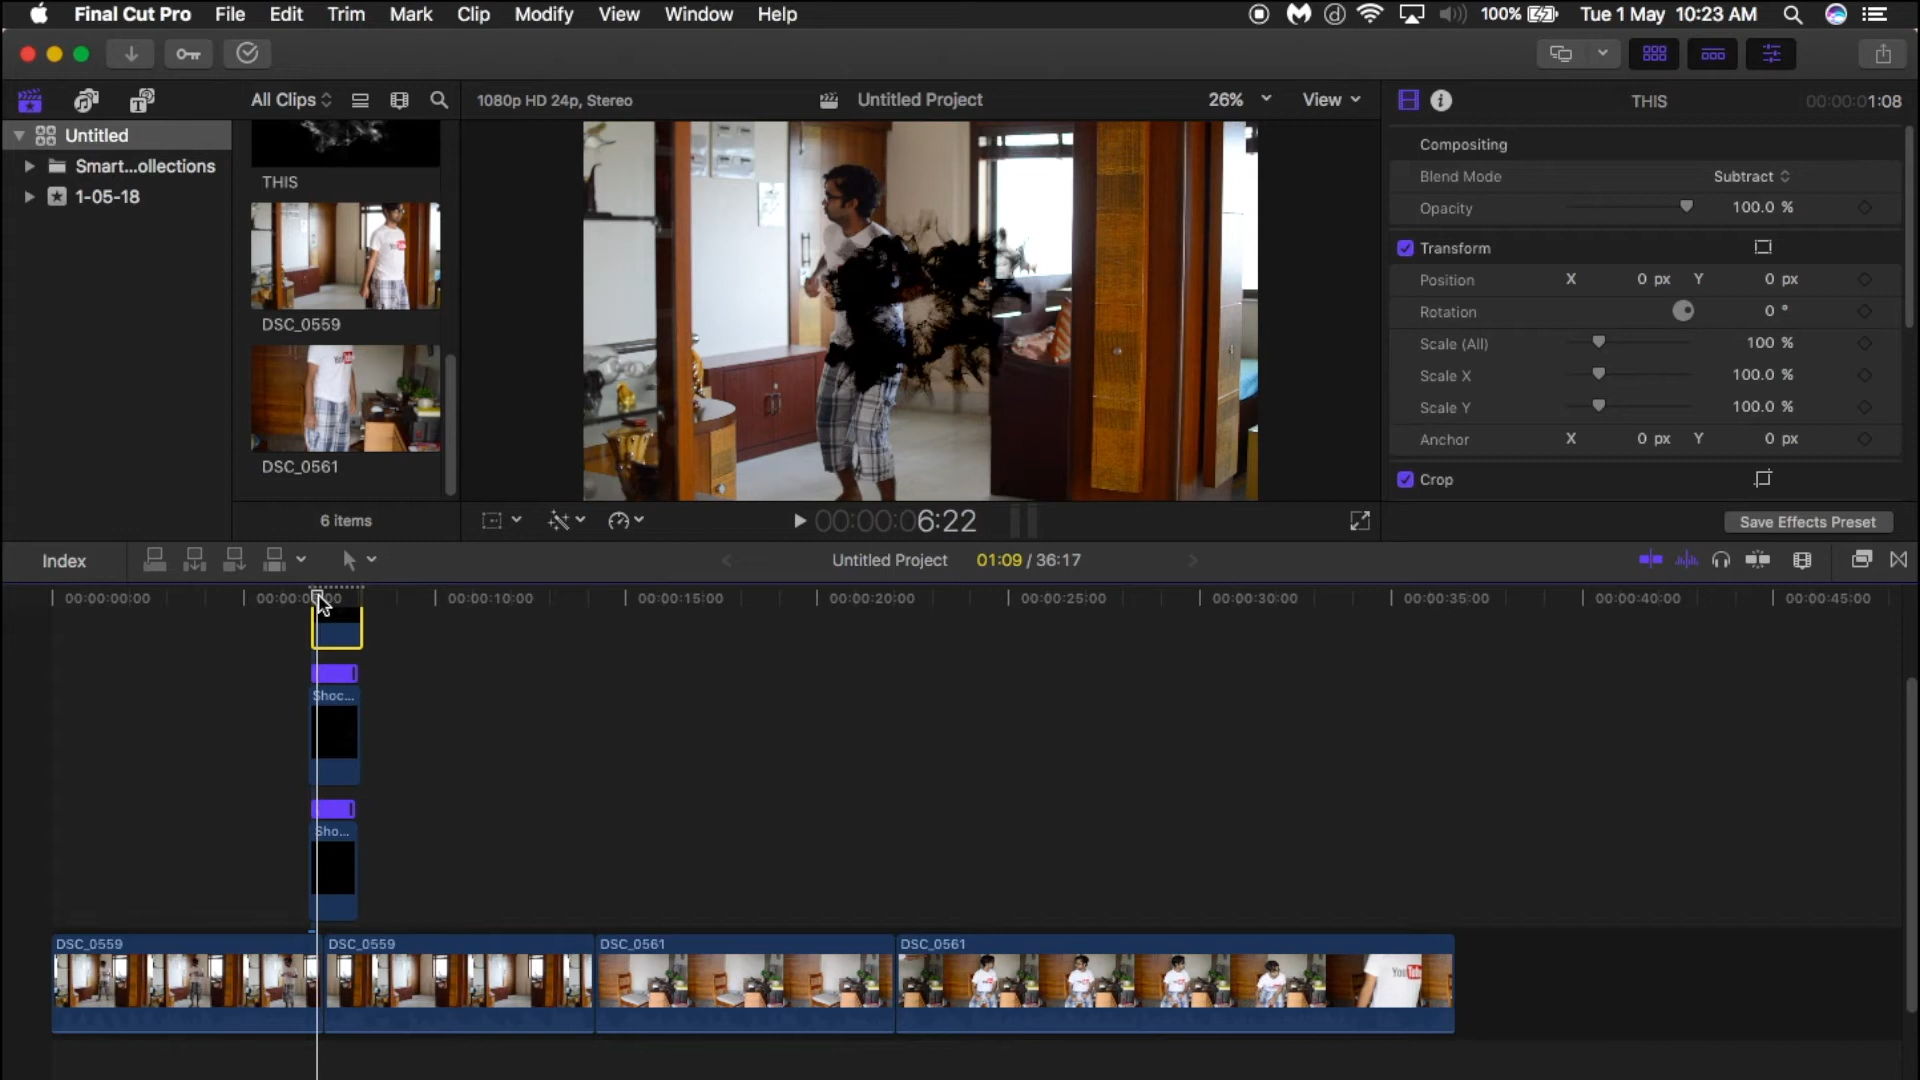 Final Cut Pro File Edit Trim Mark Clip Modify View Window Help 100% Tue 1 May 10:23 AM
All Clips 1080p HD 24p, Stereo Untitled Project 26% View THIS 00:00:01:08
Untitled
Smart...ollections
1-05-18
THIS
DSC_0559
DSC_0561
6 items
00:00:06:22
Compositing
Blend Mode Subtract
Opacity 100.0 %
Transform
Position X 0 px Y 0 px
Rotation 0 °
Scale (All) 100 %
Scale X 100.0 %
Scale Y 100.0 %
Anchor X 0 px Y 0 px
Crop
Save Effects Preset
Index Untitled Project 01:09 / 36:17
00:00:00:00 00:00:10:00 00:00:15:00 00:00:20:00 00:00:25:00 00:00:30:00 00:00:35:00 00:00:40:00 00:00:45:00
Shoc...
Sho...
DSC_0559 DSC_0559 DSC_0561 DSC_0561
You